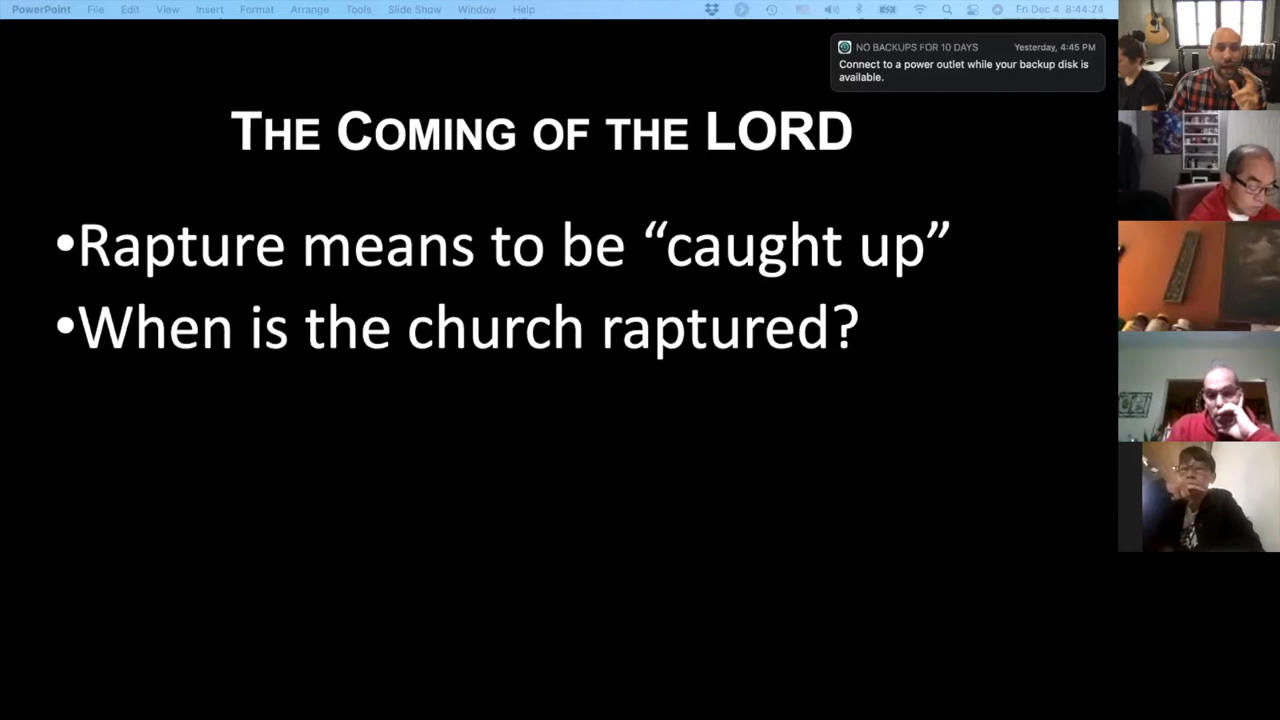 PowerPoint File Edit View Insert Format Arrange Tools Slide Show Window Help Fri Dec 4 8:44:24
NO BACKUPS FOR 10 DAYS Yesterday, 4:45 PM
Connect to a power outlet while your backup disk is
available.
THE COMING OF THE LORD
•Rapture means to be “caught up”
•When is the church raptured?